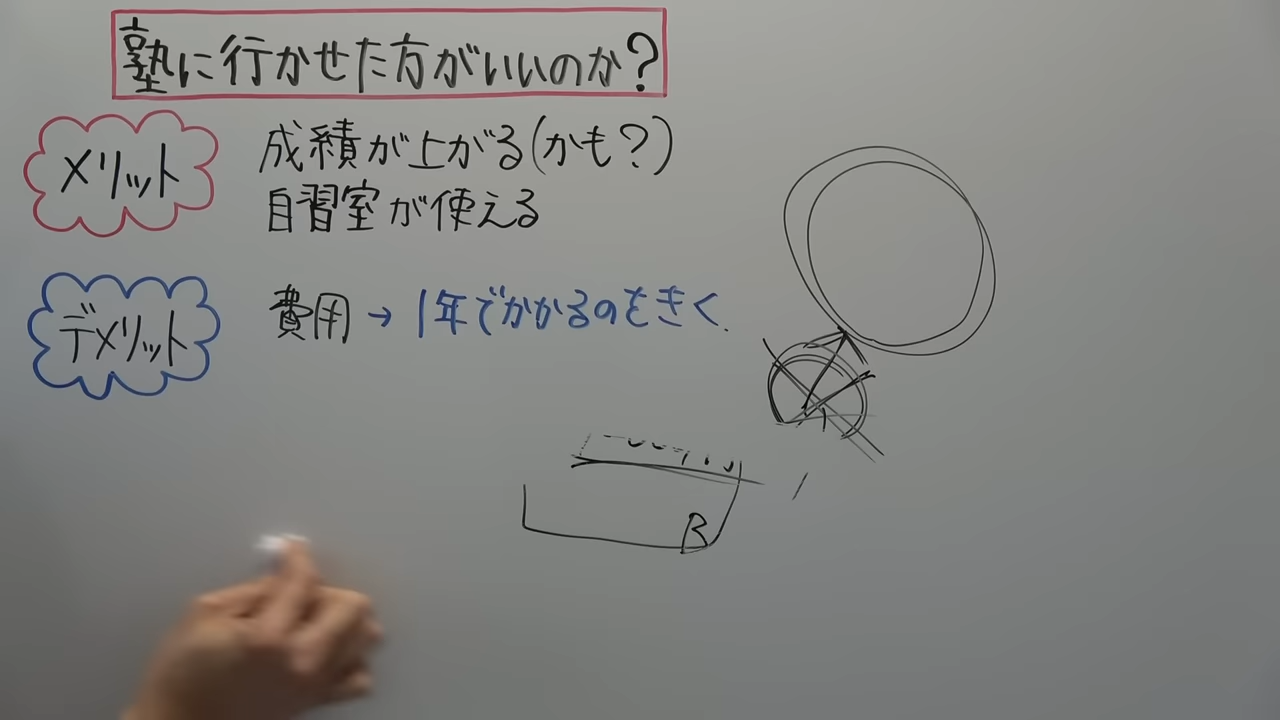 塾に行かせた方がいいのか?
メリット
成績が上がる(かも?)
自習室が使える
デメリット
費用 → 1年でかかるのをきく.
B